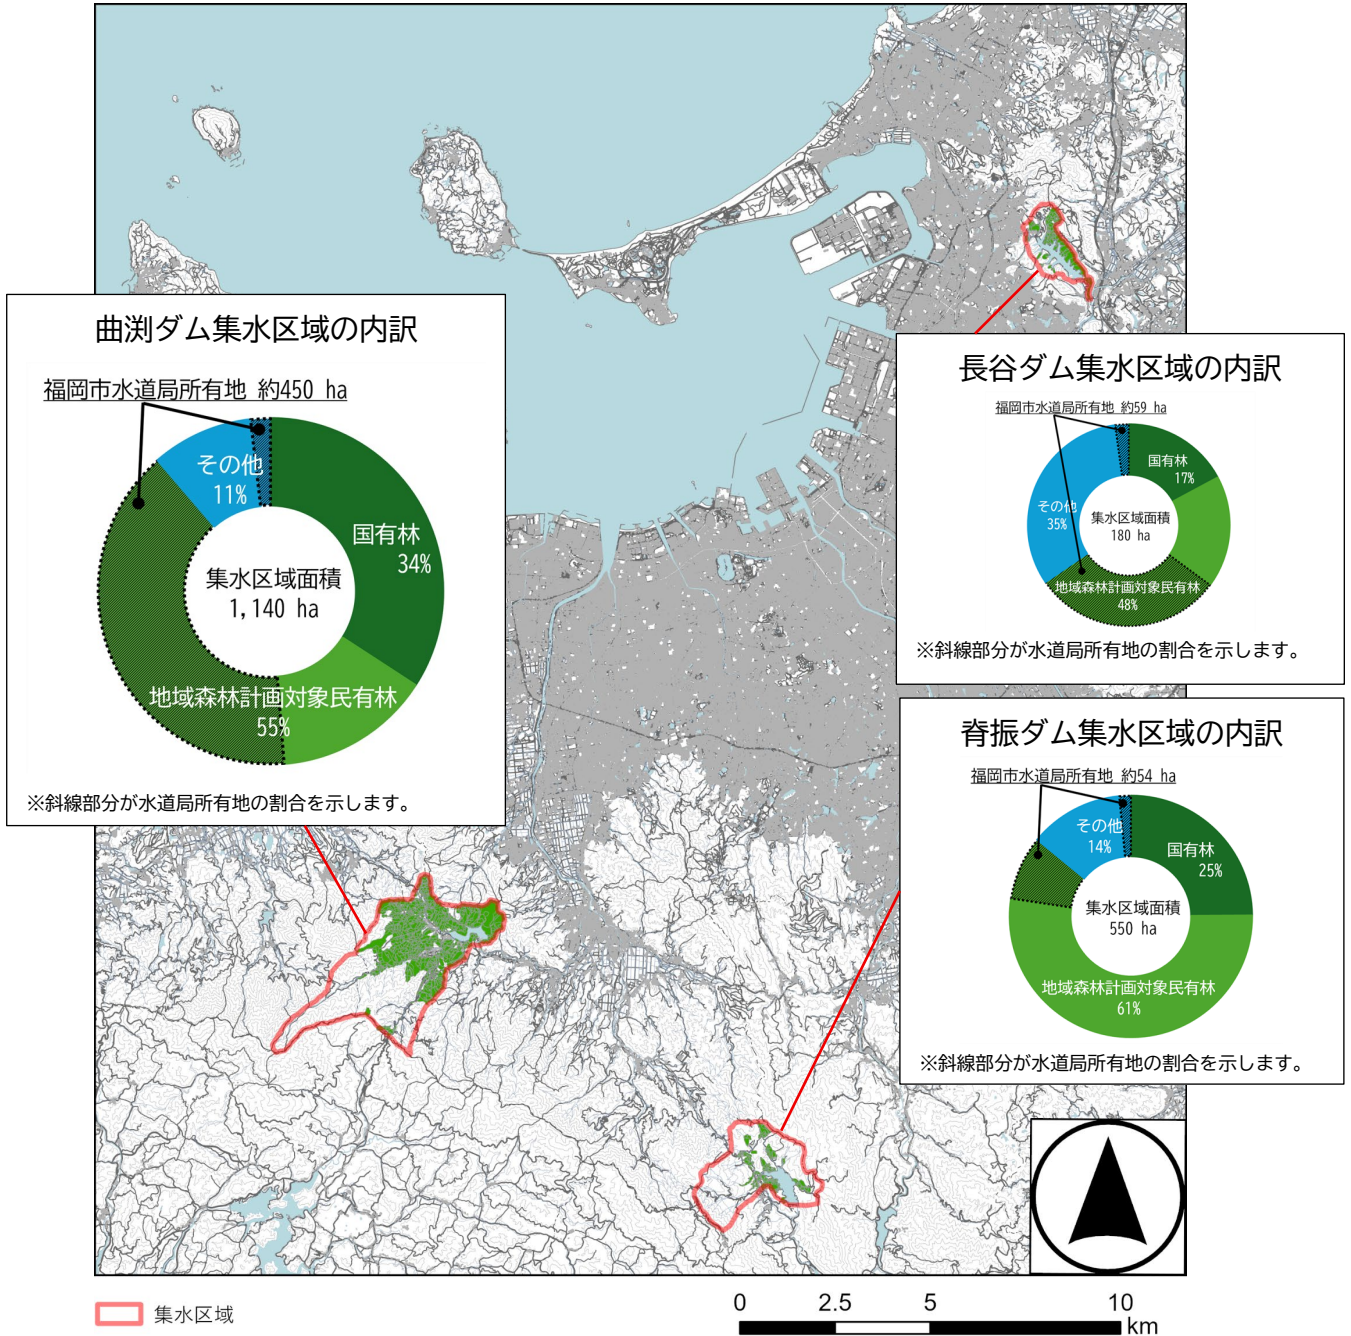 曲渕ダム集水区域の内訳
福岡市水道局所有地 約450 ha
その他
11%
国有林
34%
集水区域面積
1,140 ha
地域森林計画対象民有林
55%
※斜線部分が水道局所有地の割合を示します。
長谷ダム集水区域の内訳
福岡市水道局所有地 約59 ha
国有林
17%
その他
35%
集水区域面積
180 ha
地域森林計画対象民有林
48%
※斜線部分が水道局所有地の割合を示します。
脊振ダム集水区域の内訳
福岡市水道局所有地 約54 ha
その他
14%
国有林
25%
集水区域面積
550 ha
地域森林計画対象民有林
61%
※斜線部分が水道局所有地の割合を示します。
集水区域
0 2.5 5 10
km